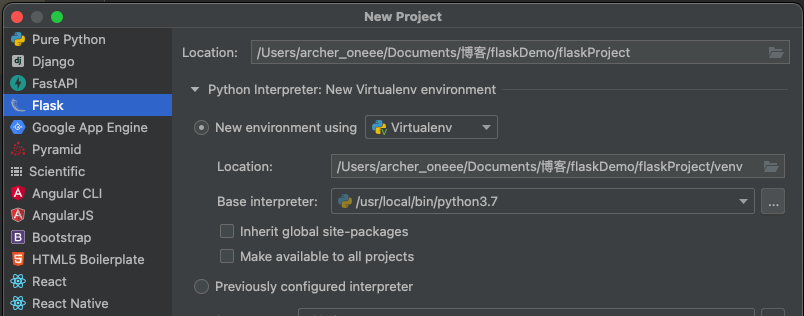 New Project
Pure Python
Django
FastAPI
Flask
Google App Engine
Pyramid
Scientific
Angular CLI
AngularJS
Bootstrap
HTML5 Boilerplate
React
React Native
Location: /Users/archer_oneee/Documents/博客/flaskDemo/flaskProject
Python Interpreter: New Virtualenv environment
New environment using Virtualenv
Location: /Users/archer_oneee/Documents/博客/flaskDemo/flaskProject/venv
Base interpreter: /usr/local/bin/python3.7 ...
Inherit global site-packages
Make available to all projects
Previously configured interpreter